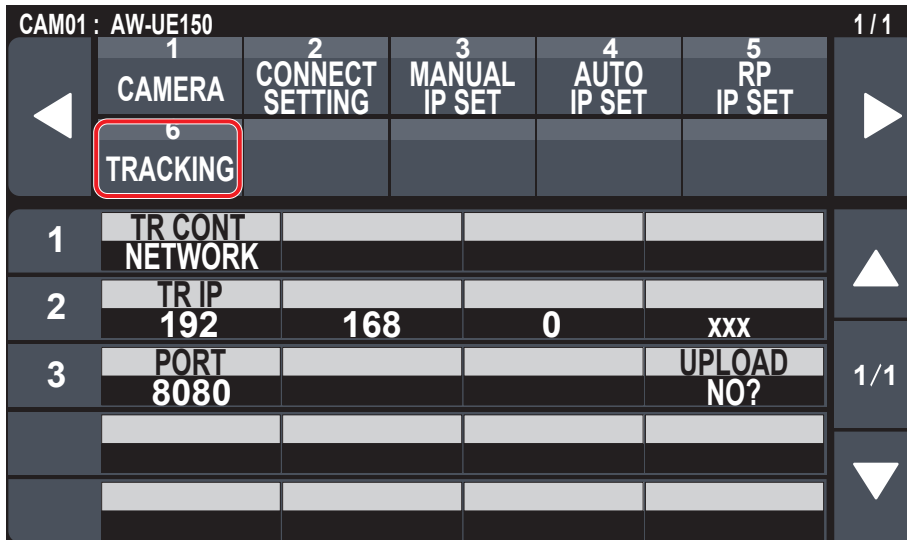 CAM01 : AW-UE150 1 / 1
1 2 3 4 5
CAMERA CONNECT SETTING MANUAL IP SET AUTO IP SET RP IP SET
6
TRACKING
1 TR CONT
NETWORK
2 TR IP
192 168 0 xxx
3 PORT UPLOAD 1/1
8080 NO?